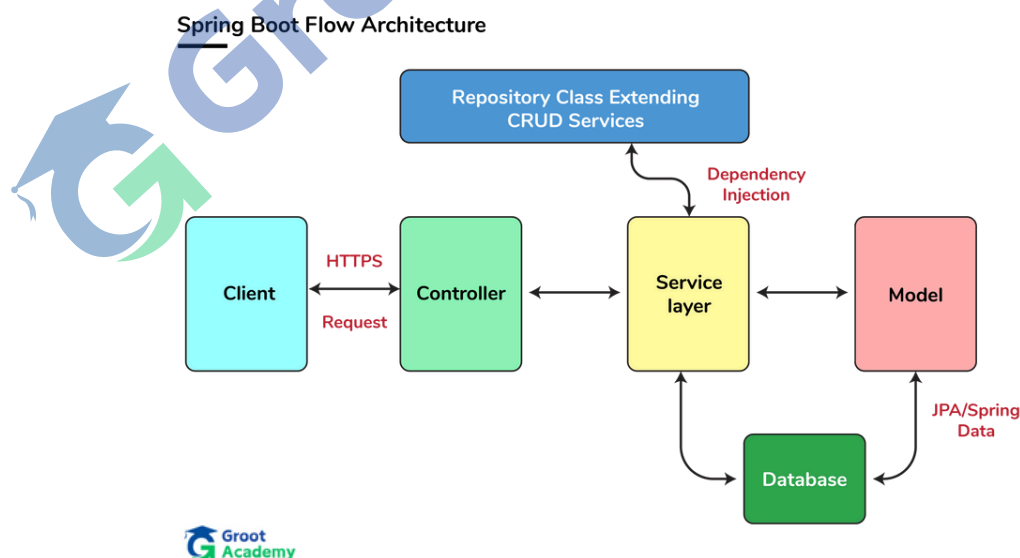 Spring Boot Flow Architecture
Repository Class Extending
CRUD Services
Dependency
Injection
HTTPS
Request
Client
Controller
Service
layer
Model
JPA/Spring
Data
Database
Groot
Academy